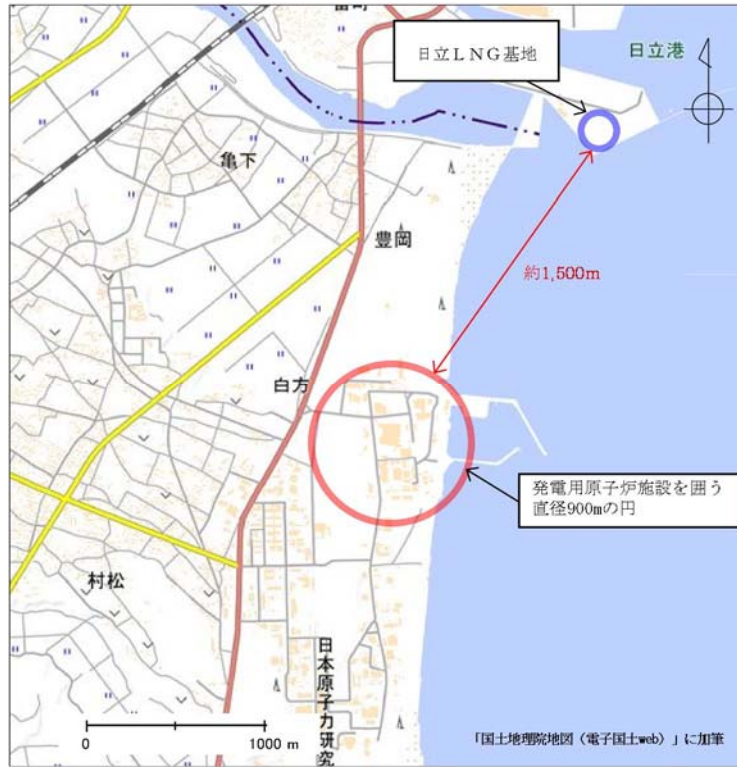 日立ＬＮＧ基地
日立港
亀下
豊岡
約1,500m
白方
発電用原子炉施設を囲う
直径900mの円
村松
日本原子力研究
0
1000 m
「国土地理院地図（電子国土web）」に加筆